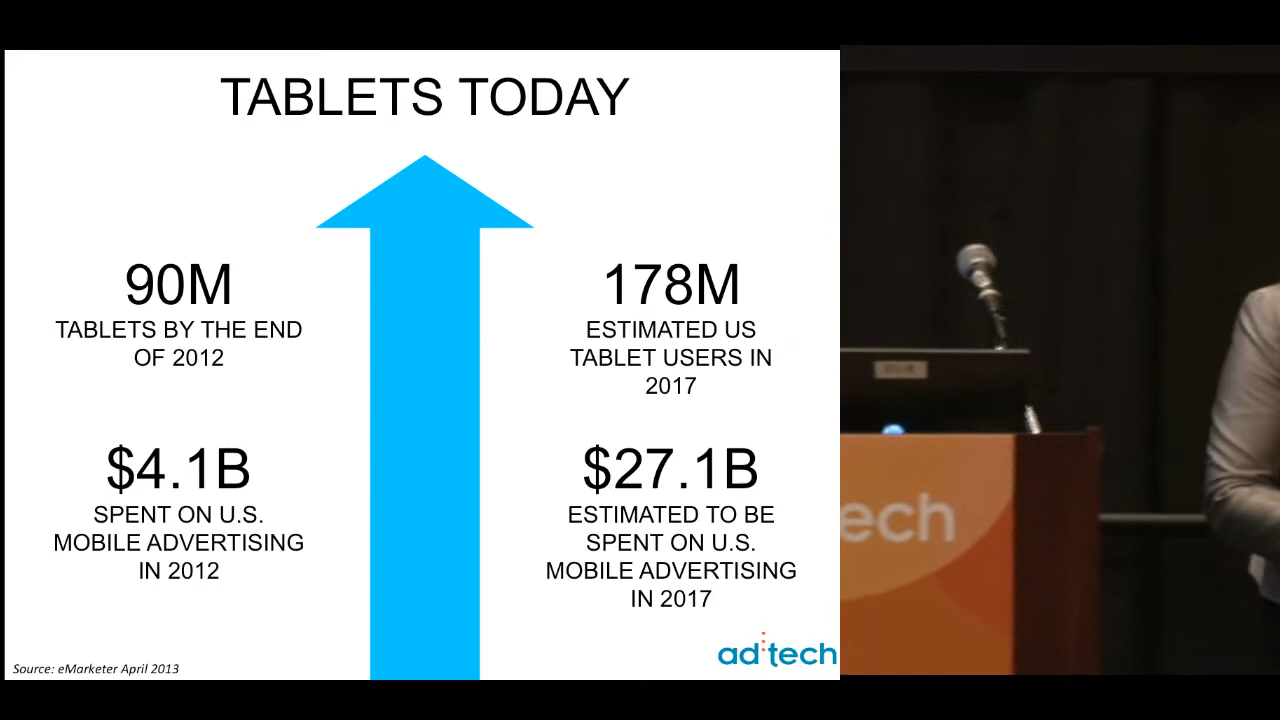 TABLETS TODAY
90M
TABLETS BY THE END
OF 2012
178M
ESTIMATED US
TABLET USERS IN
2017
$4.1B
SPENT ON U.S.
MOBILE ADVERTISING
IN 2012
$27.1B
ESTIMATED TO BE
SPENT ON U.S.
MOBILE ADVERTISING
IN 2017
Source: eMarketer April 2013
ad:tech
ech